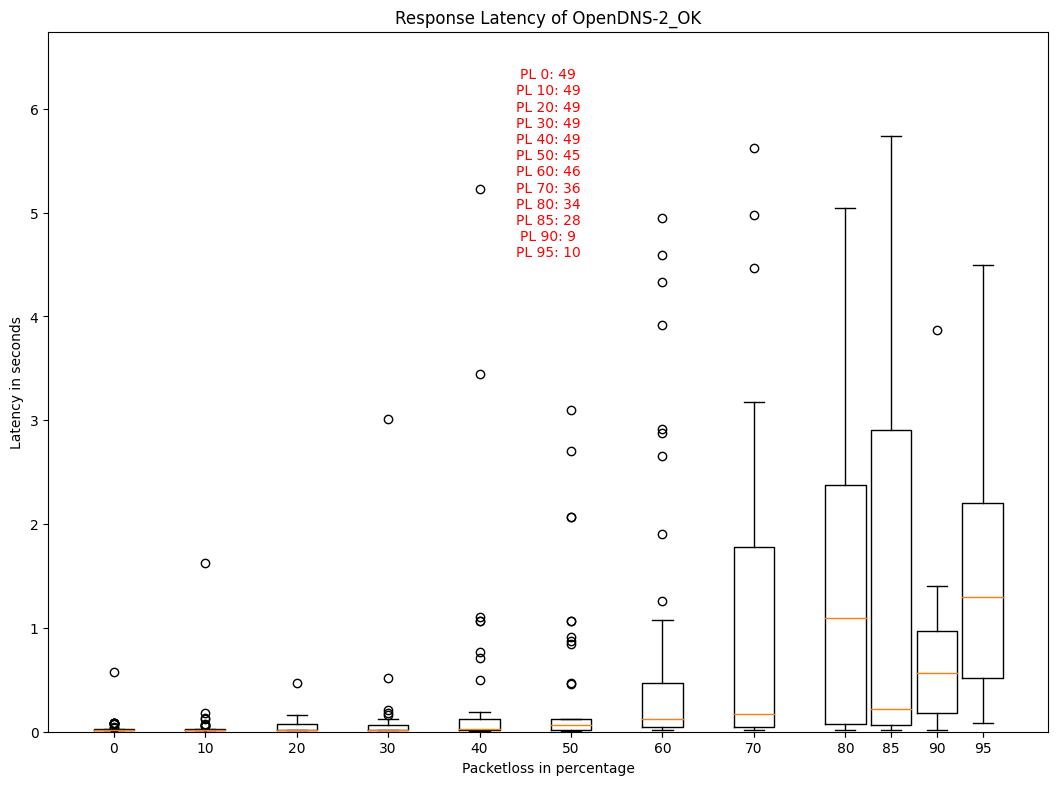 Response Latency of OpenDNS-2_OK
PL 0: 49
PL 10: 49
PL 20: 49
PL 30: 49
PL 40: 49
PL 50: 45
PL 60: 46
PL 70: 36
PL 80: 34
PL 85: 28
PL 90: 9
PL 95: 10
Latency in seconds
6
5
4
3
2
1
0
0 10 20 30 40 50 60 70 80 85 90 95
Packetloss in percentage